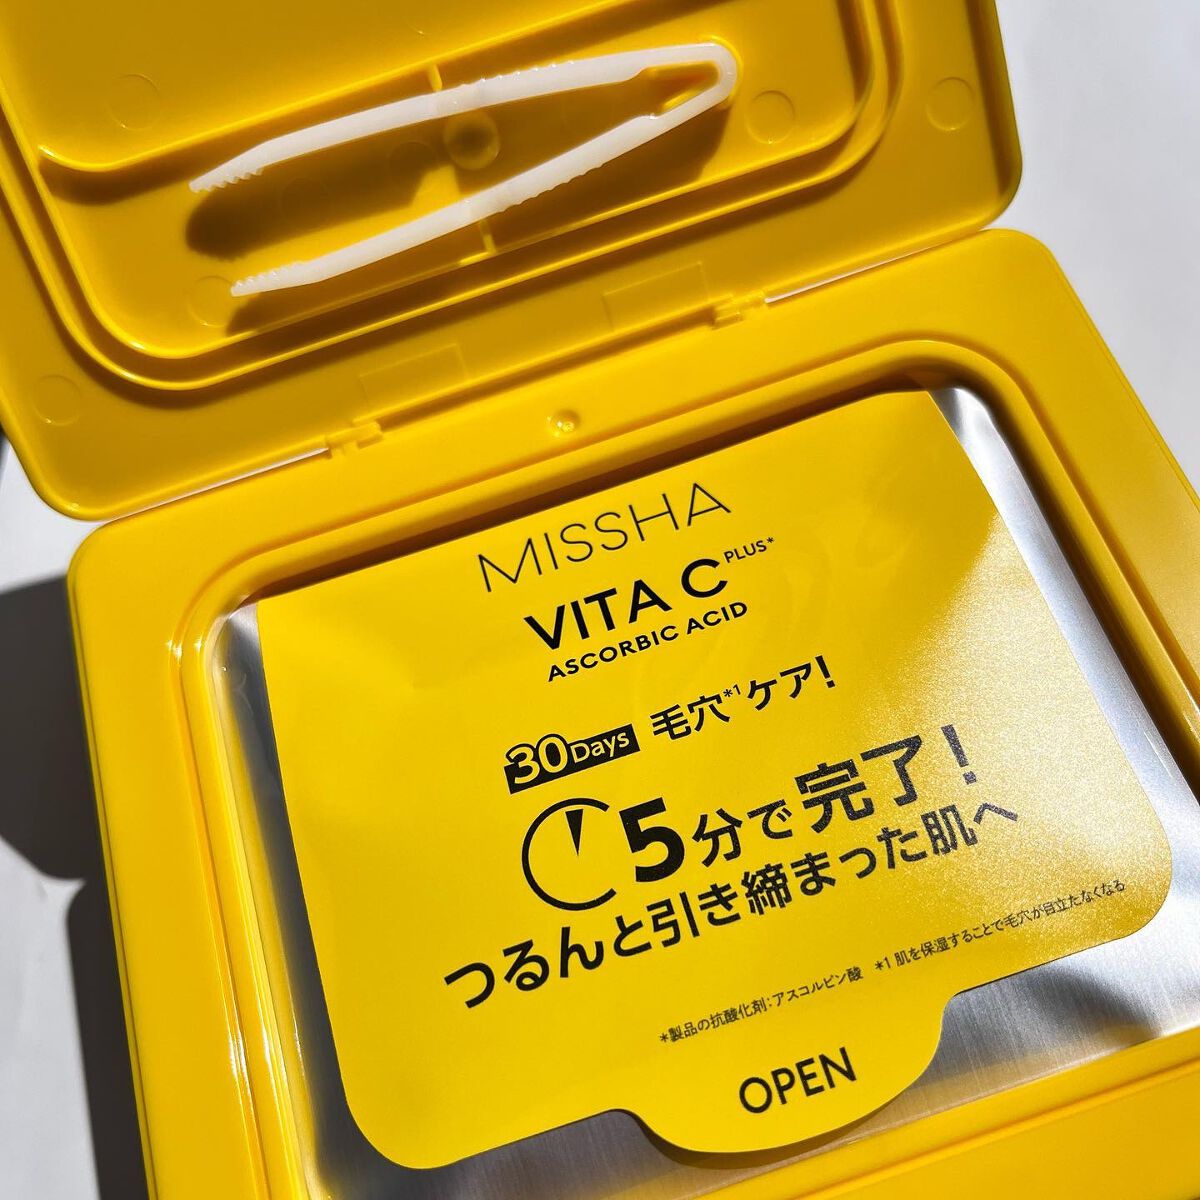 MISSHA
VITA C PLUS*
ASCORBIC ACID
30Days 毛穴*1ケア!
5分で完了!
つるんと引き締まった肌へ
*製品の抗酸化剤:アスコルビン酸 *1 肌を保湿することで毛穴が目立たなくなる
OPEN